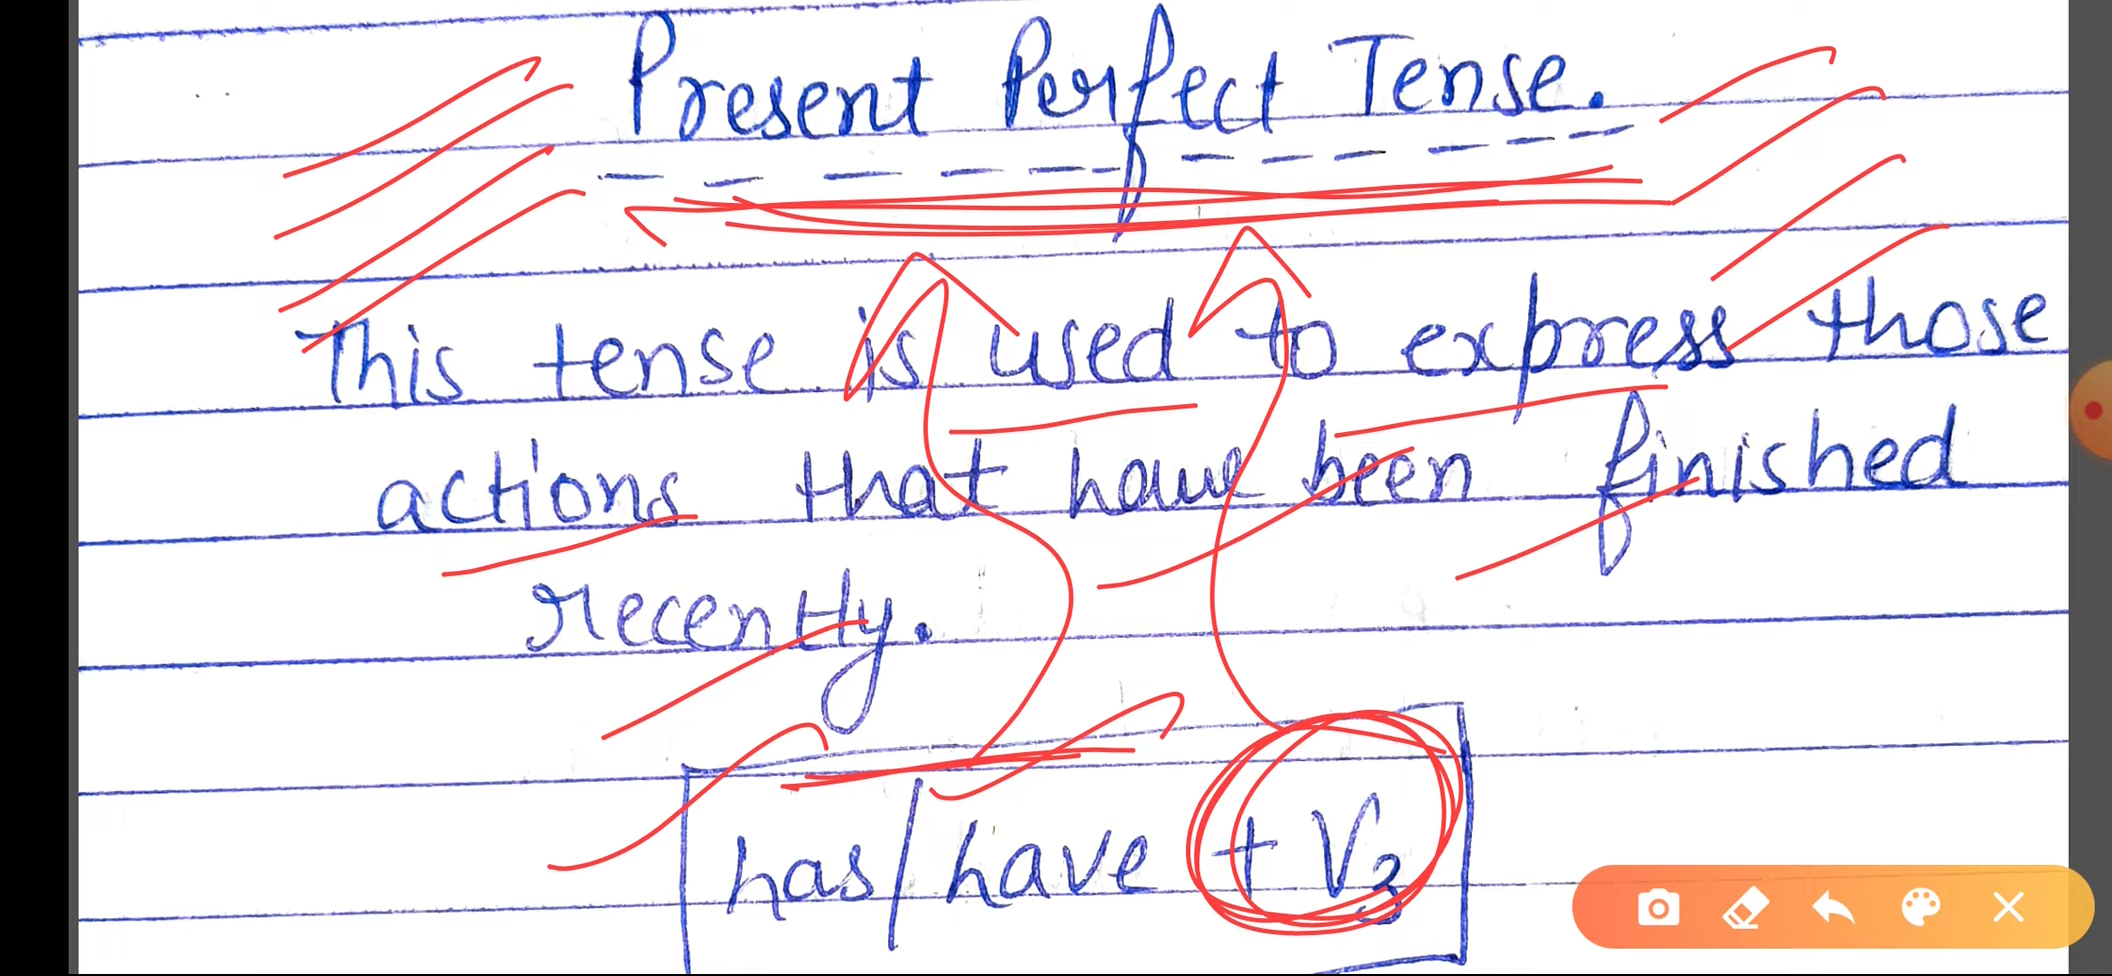 Present Perfect Tense.
This tense is used to express those
actions that have been finished
recently.
has/have + V3